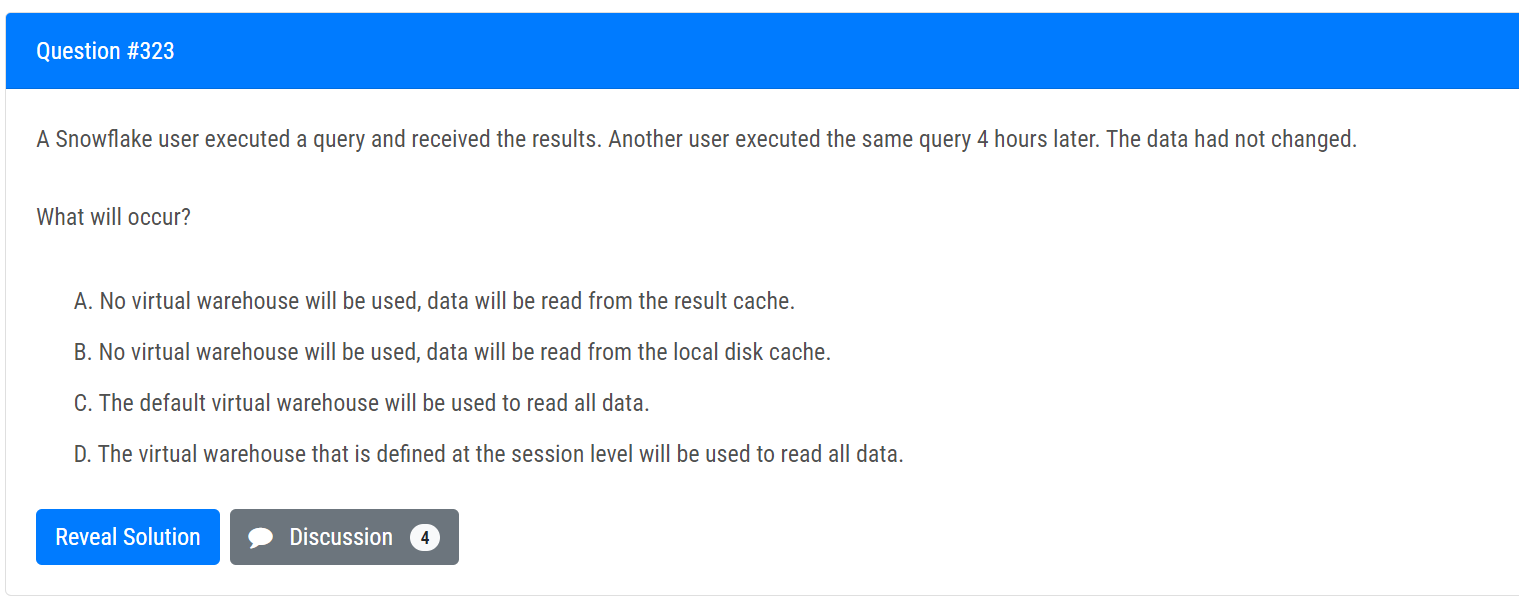 Question #323
A Snowflake user executed a query and received the results. Another user executed the same query 4 hours later. The data had not changed.
What will occur?
A. No virtual warehouse will be used, data will be read from the result cache.
B. No virtual warehouse will be used, data will be read from the local disk cache.
C. The default virtual warehouse will be used to read all data.
D. The virtual warehouse that is defined at the session level will be used to read all data.
Reveal Solution Discussion 4